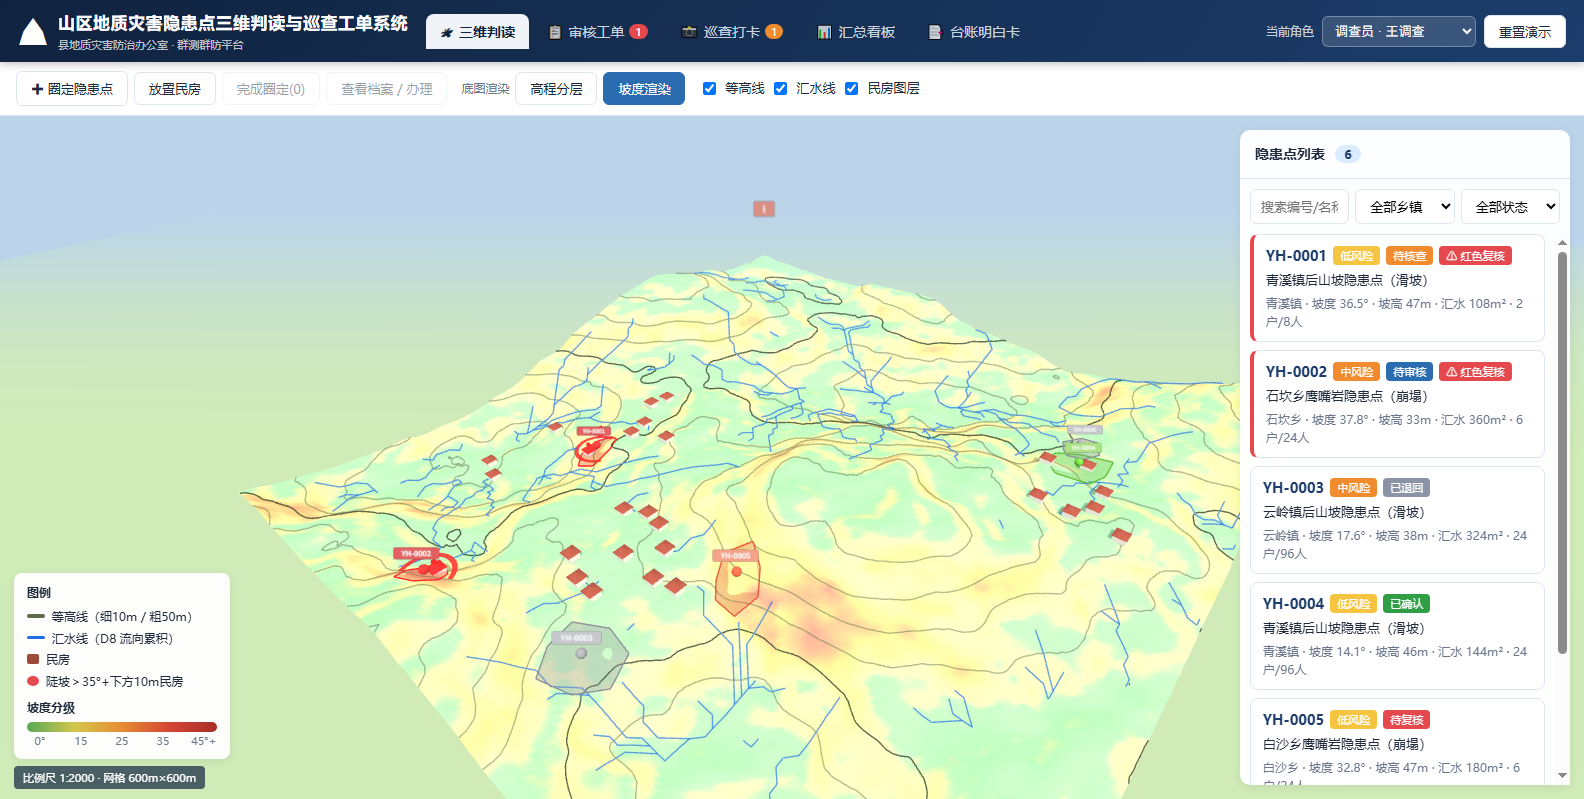 山区地质灾害隐患点三维判读与巡查工单系统
县地质灾害防治办公室 · 群测群防平台
三维判读
审核工单 1
巡查打卡 1
汇总看板
台账明白卡
当前角色
调查员 · 王调查
重置演示
+ 圈定隐患点
放置民房
完成圈定(0)
查看档案 / 办理
底图渲染
高程分层
坡度渲染
等高线
汇水线
民房图层
YH-0001
YH-0002
YH-0003
YH-0005
图例
等高线（细10m / 粗50m）
汇水线（D8 流向累积）
民房
陡坡＞35°+下方10m民房
坡度分级
0° 15 25 35 45°+
比例尺 1:2000 · 网格 600m×600m
隐患点列表 6
搜索编号/名称
全部乡镇
全部状态
YH-0001 低风险 待核查 ⚠ 红色复核
青溪镇后山坡隐患点（滑坡）
青溪镇 · 坡度 36.5° · 坡高 47m · 汇水 108m² · 2
户/8人
YH-0002 中风险 待审核 ⚠ 红色复核
石坎乡鹰嘴岩隐患点（崩塌）
石坎乡 · 坡度 37.8° · 坡高 33m · 汇水 360m² · 6
户/24人
YH-0003 中风险 已退回
云岭镇后山坡隐患点（滑坡）
云岭镇 · 坡度 17.6° · 坡高 38m · 汇水 324m² · 24
户/96人
YH-0004 低风险 已确认
青溪镇后山坡隐患点（滑坡）
青溪镇 · 坡度 14.1° · 坡高 46m · 汇水 144m² · 24
户/96人
YH-0005 低风险 待复核
白沙乡鹰嘴岩隐患点（崩塌）
白沙乡 · 坡度 32.8° · 坡高 47m · 汇水 180m² · 6
户/24人